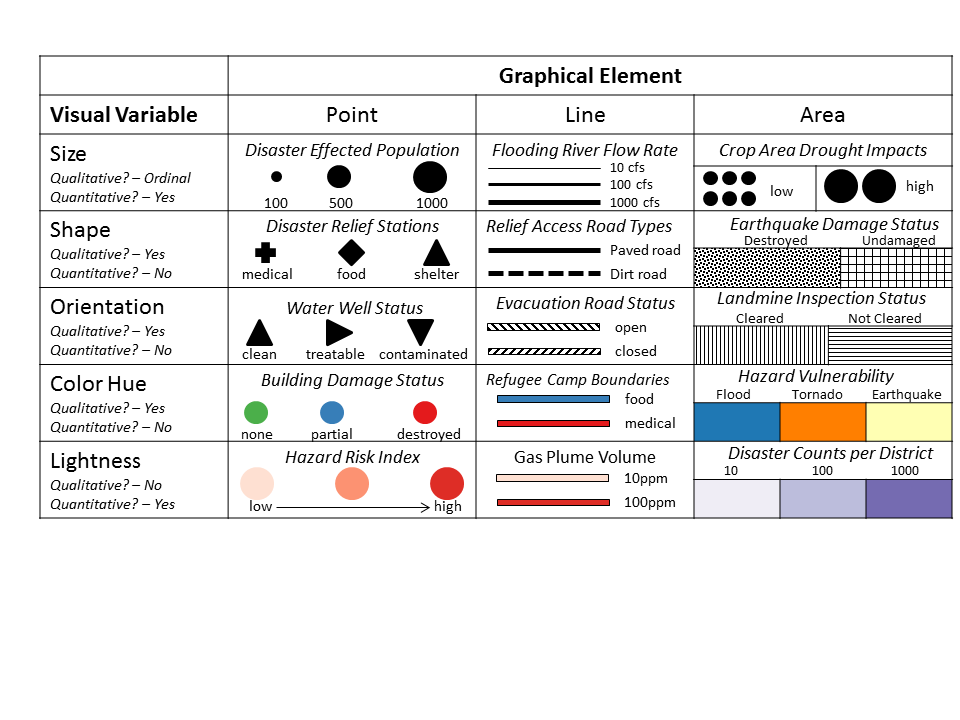 Graphical Element
Visual Variable Point Line Area
Size
Qualitative? – Ordinal
Quantitative? – Yes
Disaster Effected Population
100 500 1000
Flooding River Flow Rate
10 cfs
100 cfs
1000 cfs
Crop Area Drought Impacts
low high
Shape
Qualitative? – Yes
Quantitative? – No
Disaster Relief Stations
medical food shelter
Relief Access Road Types
Paved road
Dirt road
Earthquake Damage Status
Destroyed Undamaged
Orientation
Qualitative? – Yes
Quantitative? – No
Water Well Status
clean treatable contaminated
Evacuation Road Status
open
closed
Landmine Inspection Status
Cleared Not Cleared
Color Hue
Qualitative? – Yes
Quantitative? – No
Building Damage Status
none partial destroyed
Refugee Camp Boundaries
food
medical
Hazard Vulnerability
Flood Tornado Earthquake
Lightness
Qualitative? – No
Quantitative? – Yes
Hazard Risk Index
low high
Gas Plume Volume
10ppm
100ppm
Disaster Counts per District
10 100 1000